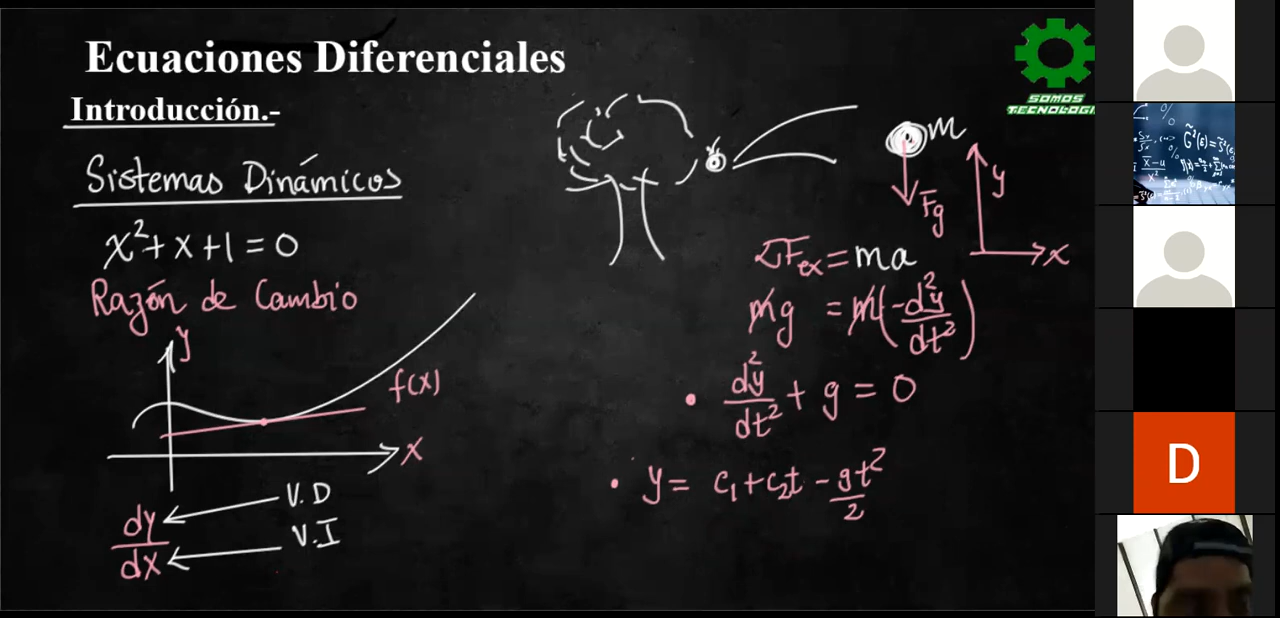 Ecuaciones Diferenciales
Introducción.-
Sistemas Dinámicos
x²+x+1=0
Razón de Cambio
y
f(x)
x
dy/dx
V.D
V.I
SOMOS
TECNOLOGI
m
F̅g
y
x
ΣFex=ma
mg = m(-d²y/dt²)
• d²y/dt² + g = 0
• y = c₁+c₂t - gt²/2
D